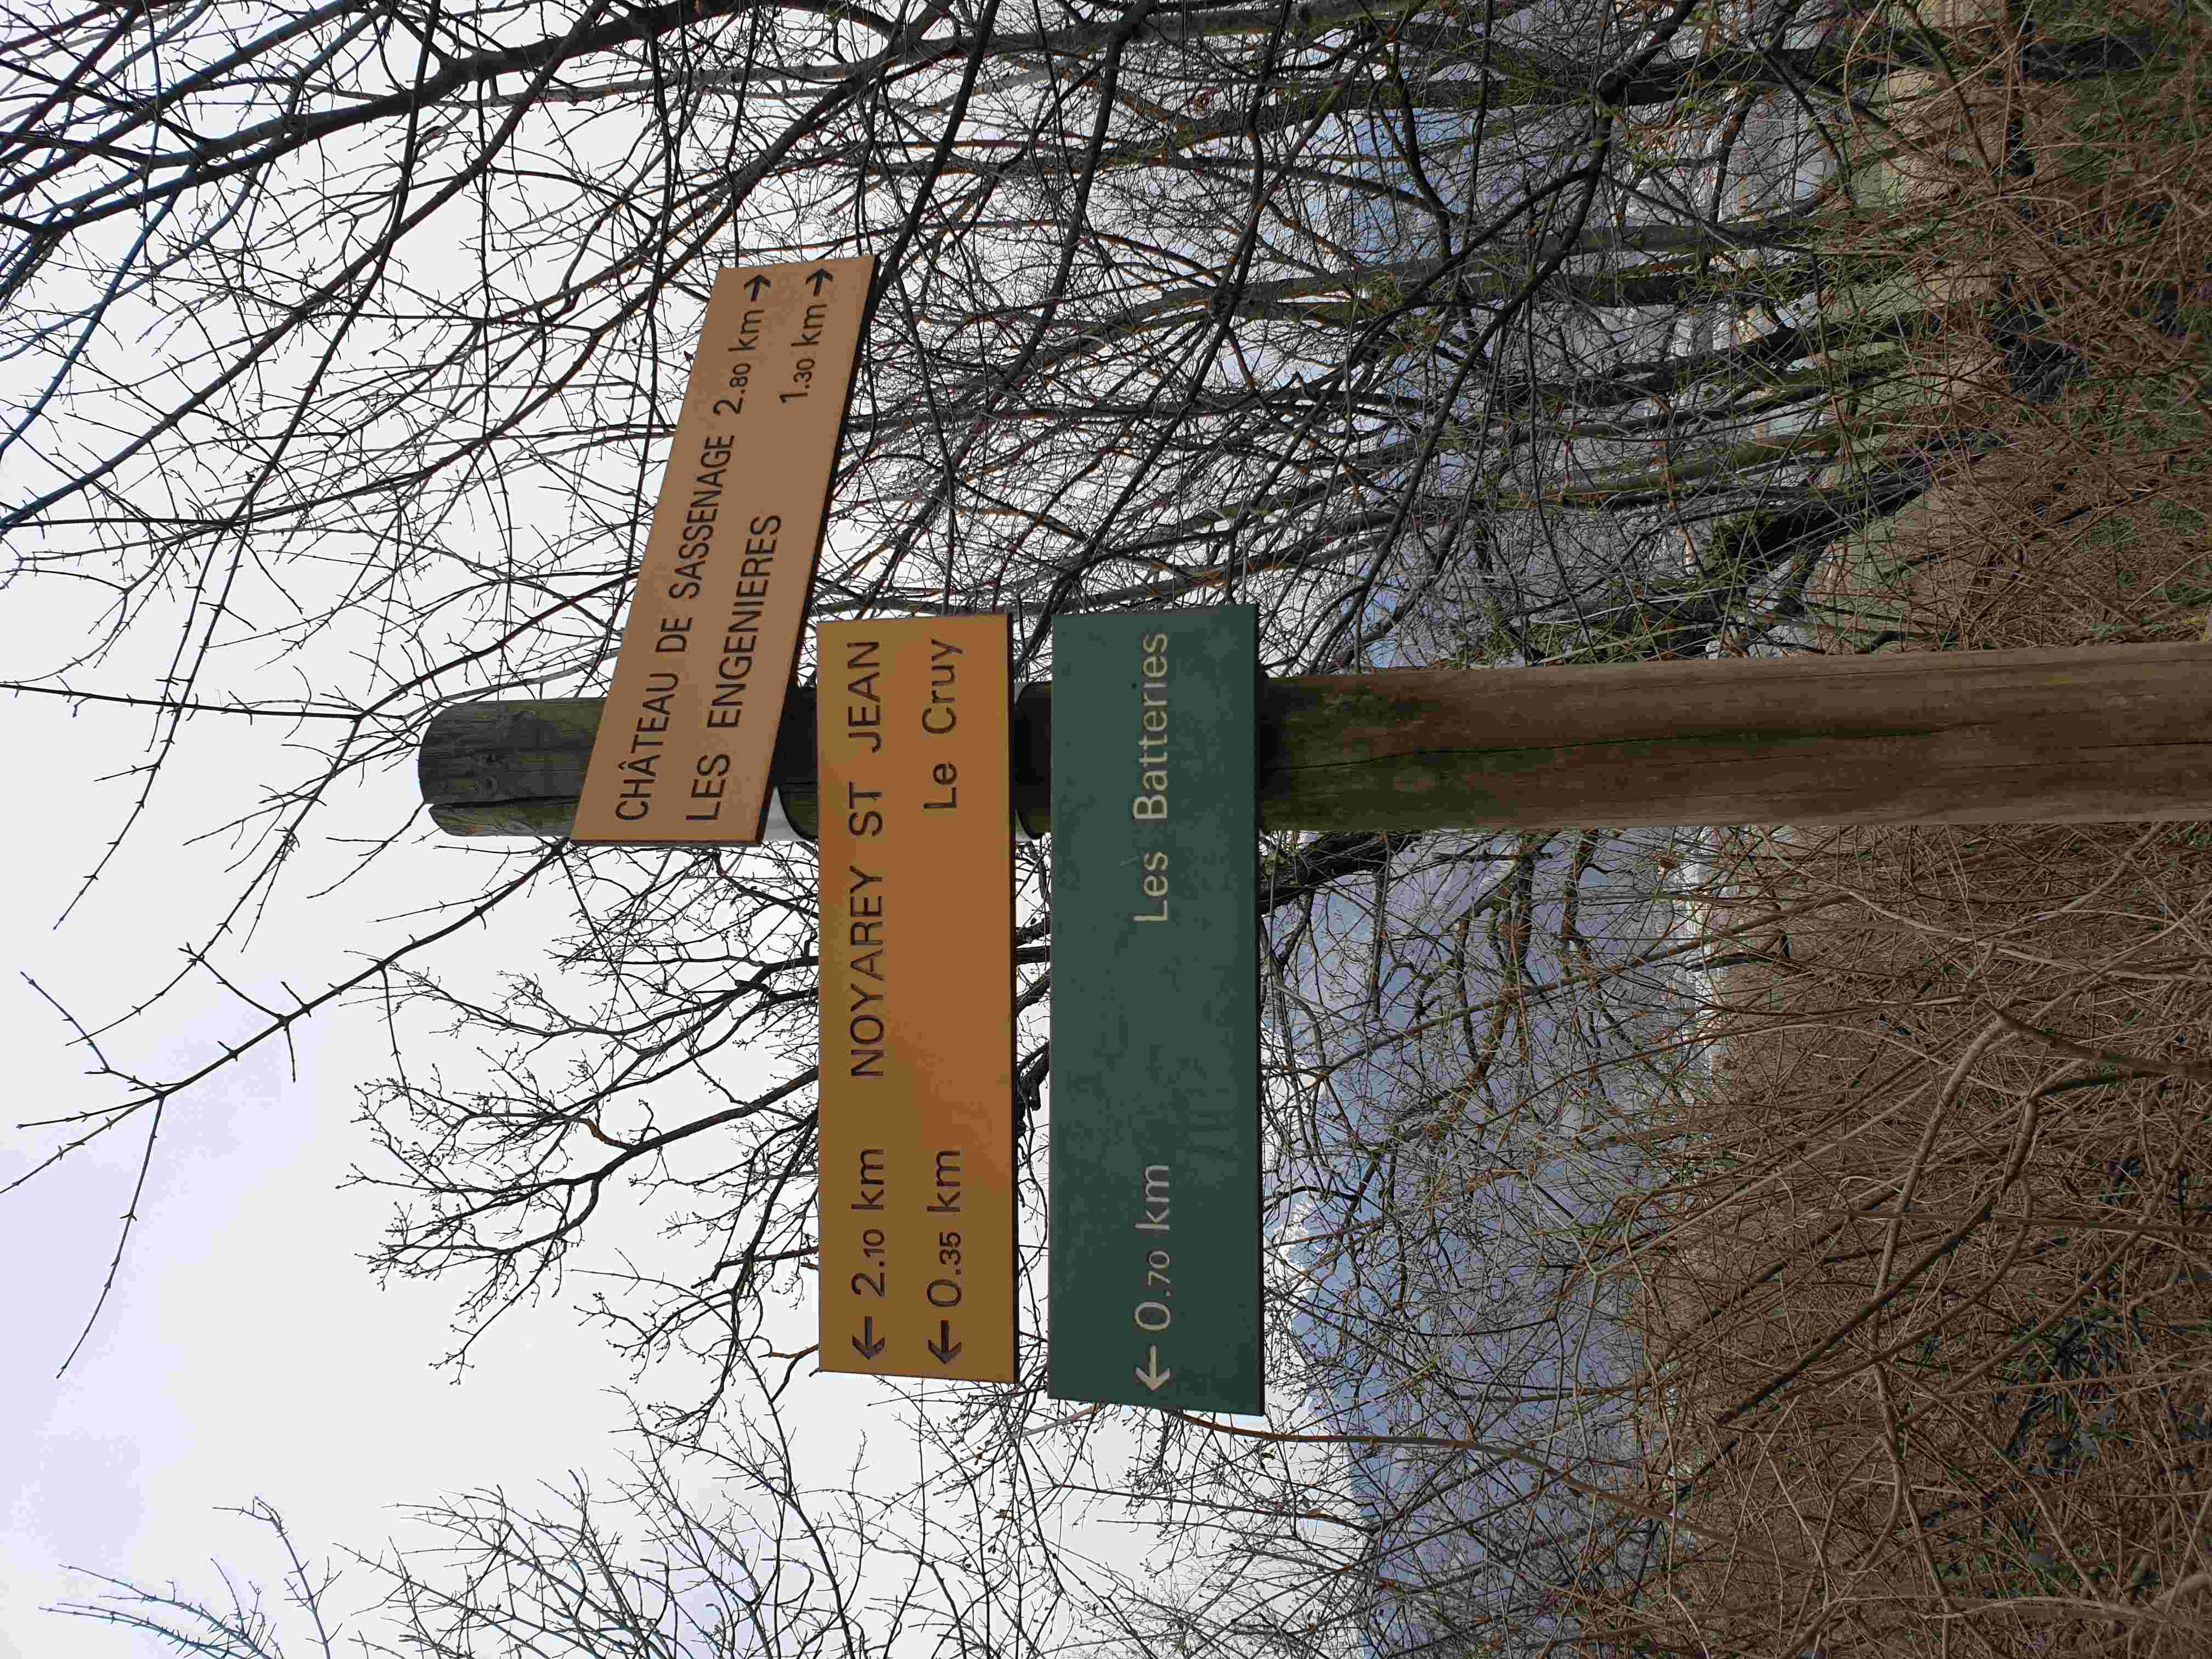 CHÂTEAU DE SASSENAGE 2.80 km →
LES ENGENIERES 1.30 km →
← 2.10 km NOYAREY ST JEAN
← 0.35 km Le Cruy
← 0.70 km Les Batteries